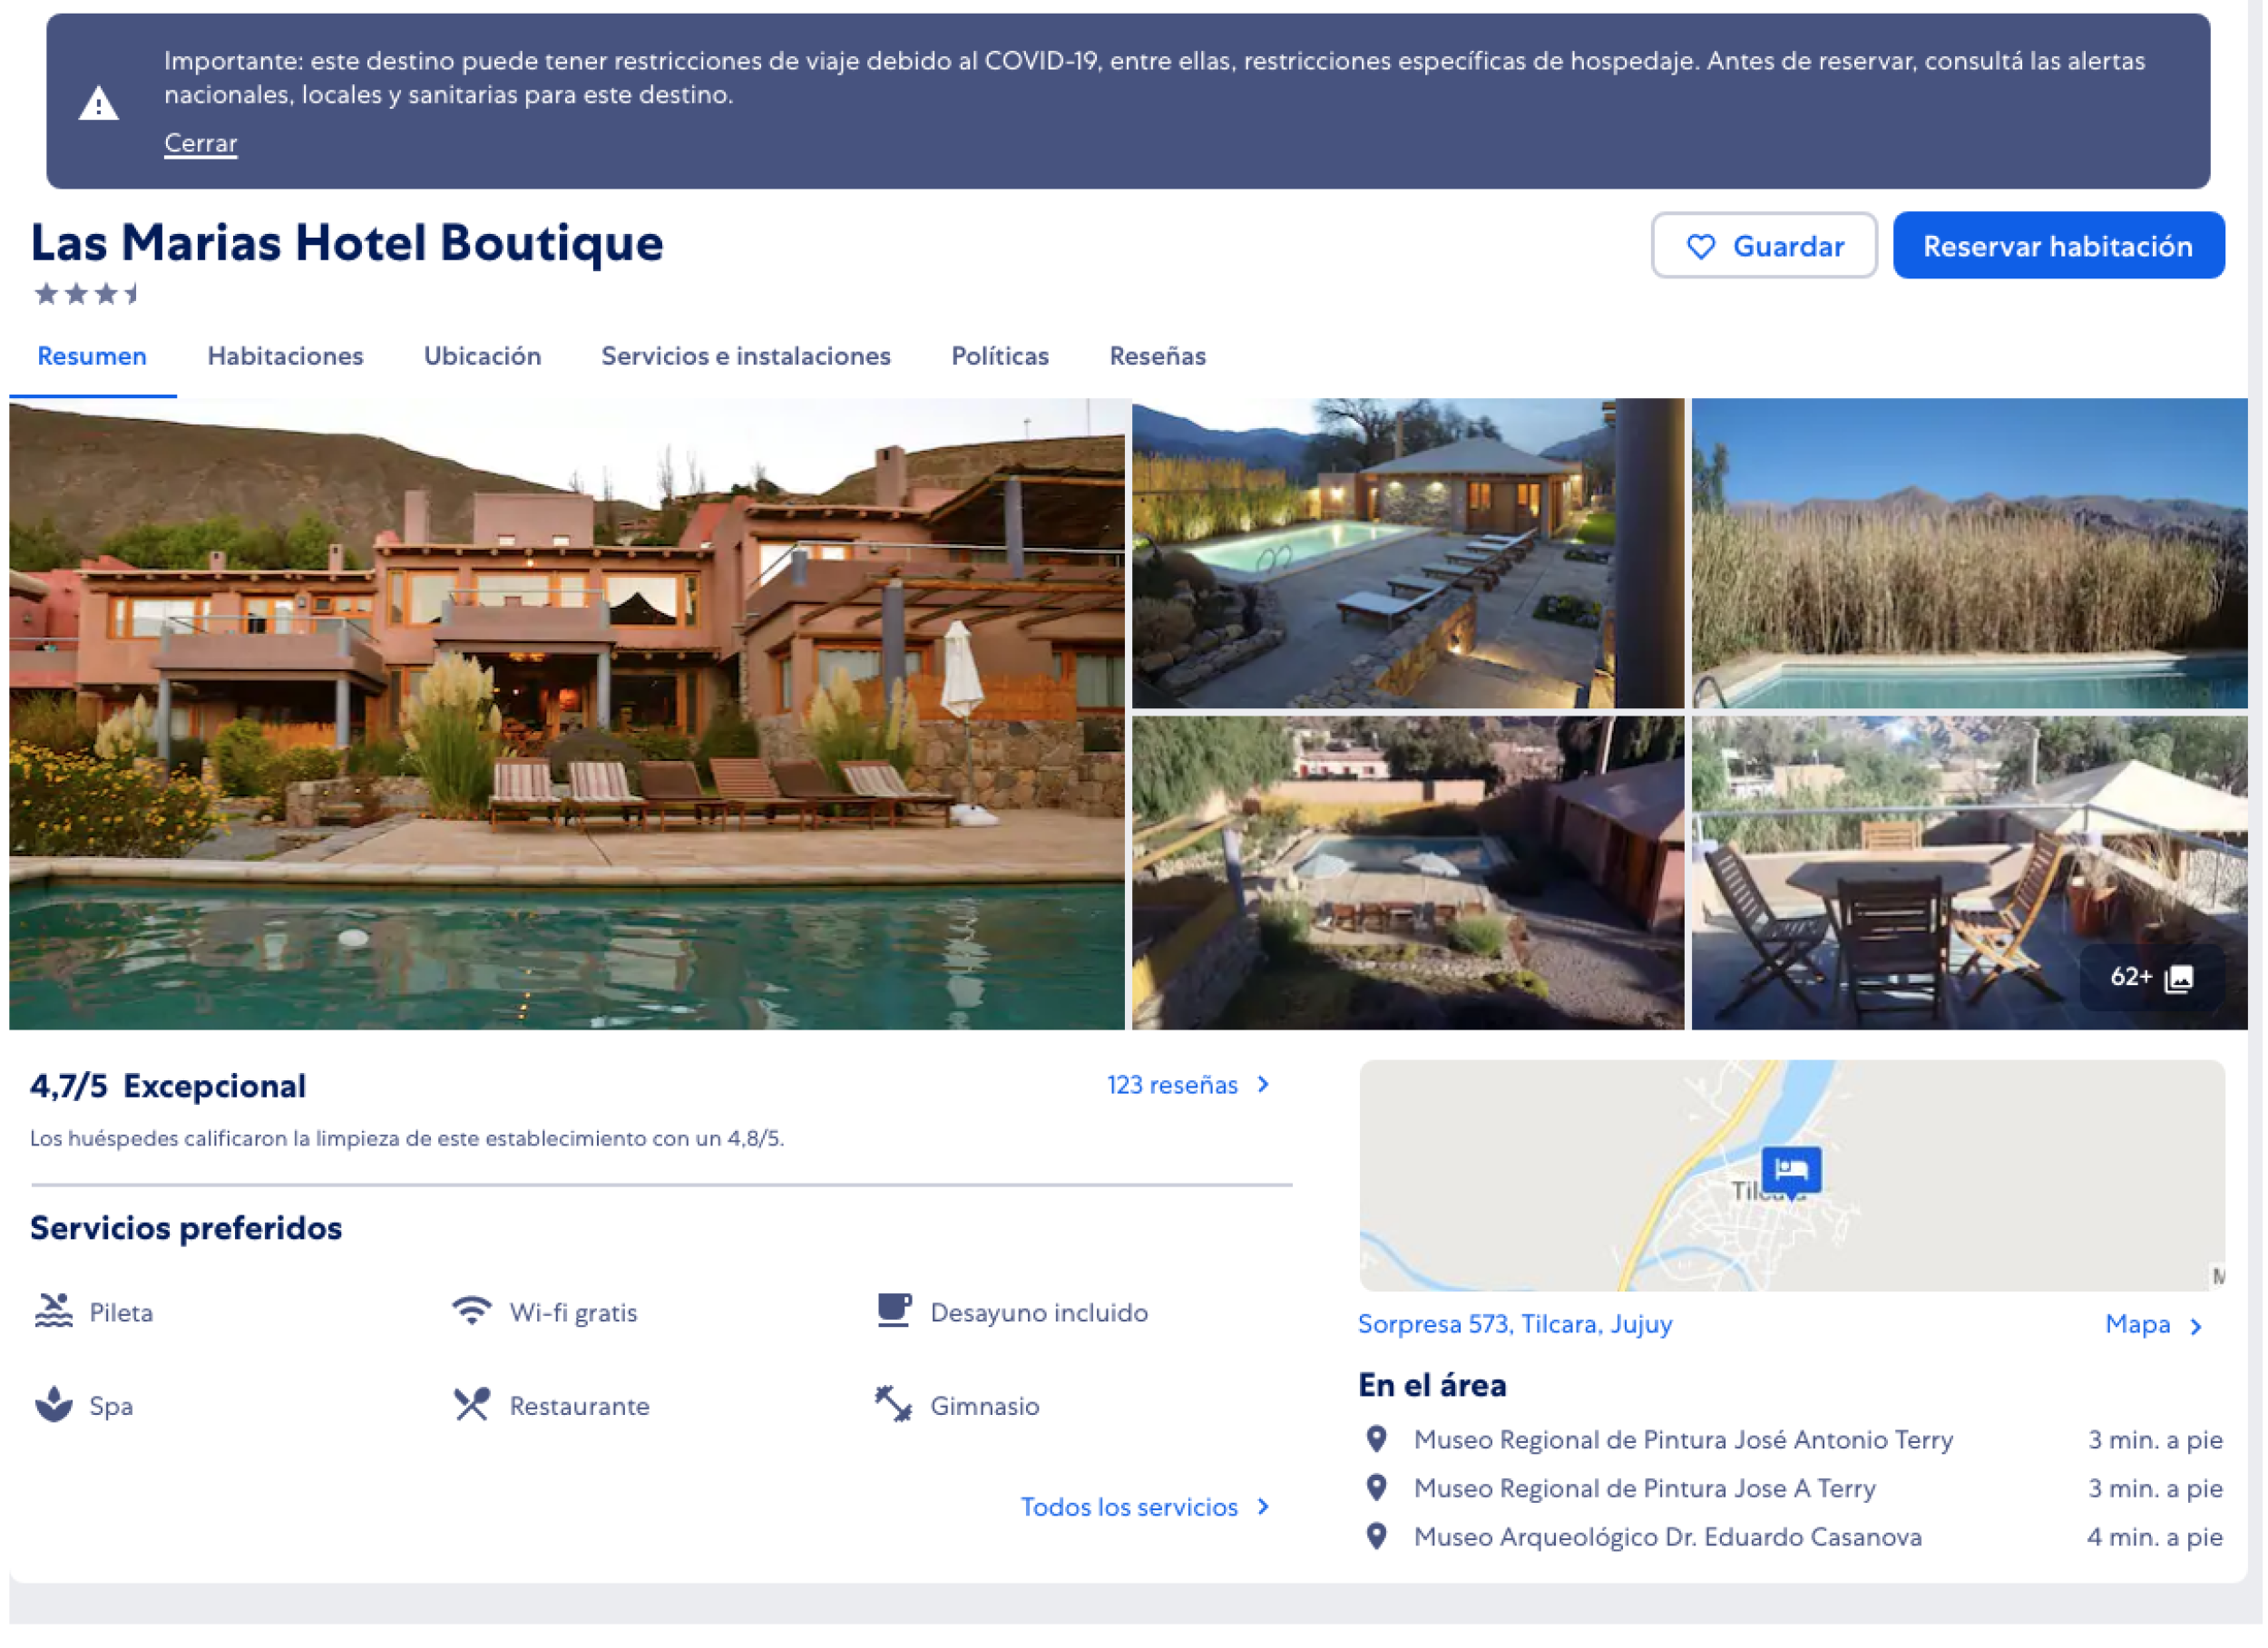 Importante: este destino puede tener restricciones de viaje debido al COVID-19, entre ellas, restricciones específicas de hospedaje. Antes de reservar, consultá las alertas
nacionales, locales y sanitarias para este destino.
Cerrar
Las Marias Hotel Boutique
Guardar
Reservar habitación
Resumen
Habitaciones
Ubicación
Servicios e instalaciones
Políticas
Reseñas
62+
4,7/5 Excepcional
123 reseñas
Los huéspedes calificaron la limpieza de este establecimiento con un 4,8/5.
Servicios preferidos
Pileta
Wi-fi gratis
Desayuno incluido
Spa
Restaurante
Gimnasio
Todos los servicios
Sorpresa 573, Tilcara, Jujuy
Mapa
En el área
Museo Regional de Pintura José Antonio Terry
3 min. a pie
Museo Regional de Pintura Jose A Terry
3 min. a pie
Museo Arqueológico Dr. Eduardo Casanova
4 min. a pie